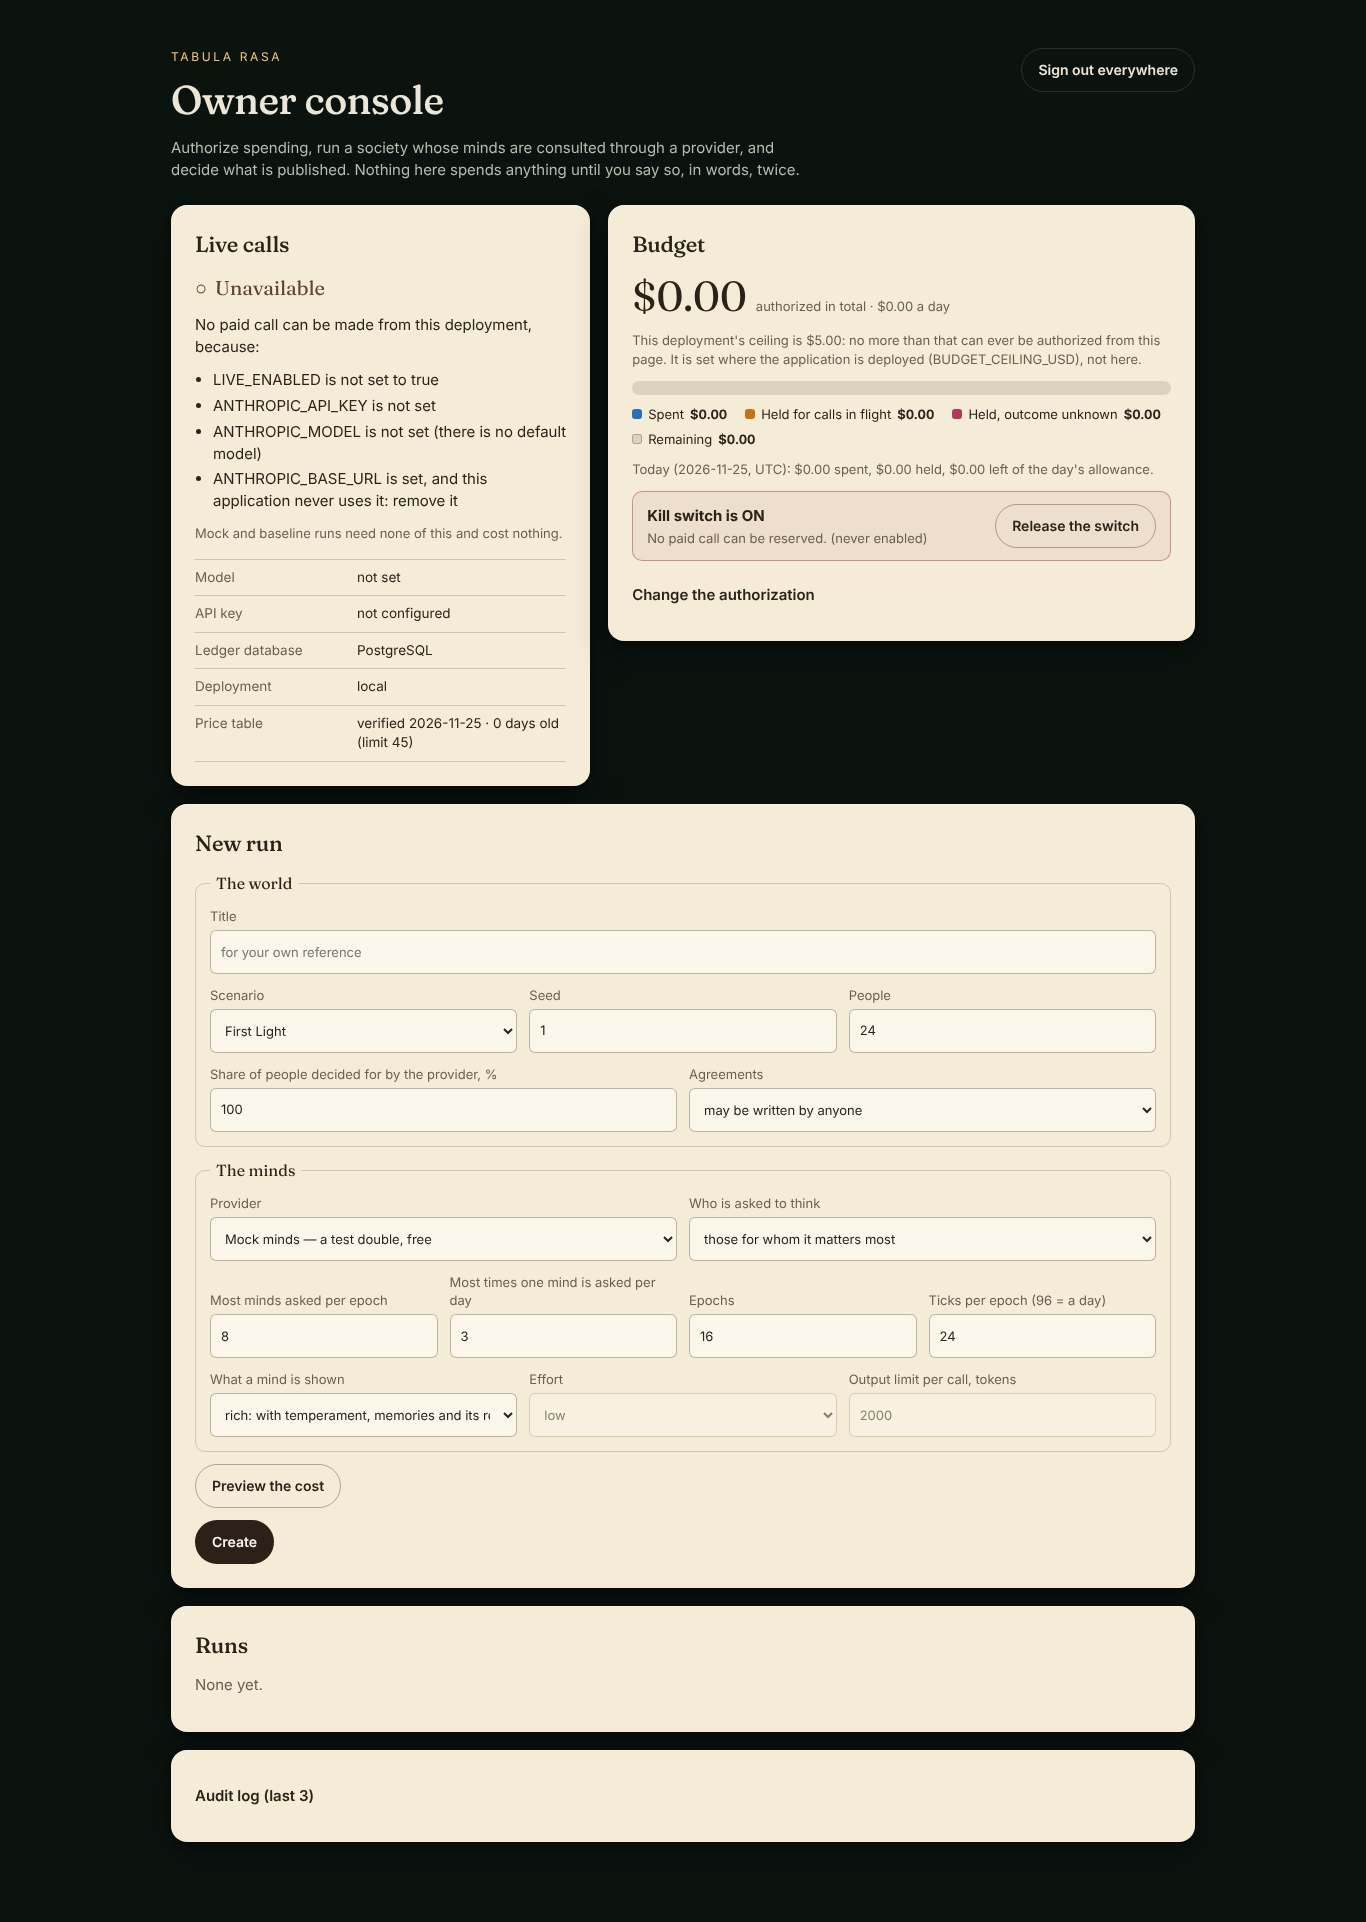 TABULA RASA
Owner console
Sign out everywhere
Authorize spending, run a society whose minds are consulted through a provider, and
decide what is published. Nothing here spends anything until you say so, in words, twice.
Live calls
Unavailable
No paid call can be made from this deployment,
because:
• LIVE_ENABLED is not set to true
• ANTHROPIC_API_KEY is not set
• ANTHROPIC_MODEL is not set (there is no default
model)
• ANTHROPIC_BASE_URL is set, and this
application never uses it: remove it
Mock and baseline runs need none of this and cost nothing.
Model not set
API key not configured
Ledger database PostgreSQL
Deployment local
Price table verified 2026-11-25 · 0 days old
(limit 45)
Budget
$0.00 authorized in total · $0.00 a day
This deployment's ceiling is $5.00: no more than that can ever be authorized from this
page. It is set where the application is deployed (BUDGET_CEILING_USD), not here.
Spent $0.00 Held for calls in flight $0.00 Held, outcome unknown $0.00
Remaining $0.00
Today (2026-11-25, UTC): $0.00 spent, $0.00 held, $0.00 left of the day's allowance.
Kill switch is ON
No paid call can be reserved. (never enabled)
Release the switch
Change the authorization
New run
The world
Title
for your own reference
Scenario Seed People
First Light 1 24
Share of people decided for by the provider, % Agreements
100 may be written by anyone
The minds
Provider Who is asked to think
Mock minds — a test double, free those for whom it matters most
Most minds asked per epoch
Most times one mind is asked per
day
Epochs
Ticks per epoch (96 = a day)
8 3 16 24
What a mind is shown Effort Output limit per call, tokens
rich: with temperament, memories and its low 2000
Preview the cost
Create
Runs
None yet.
Audit log (last 3)